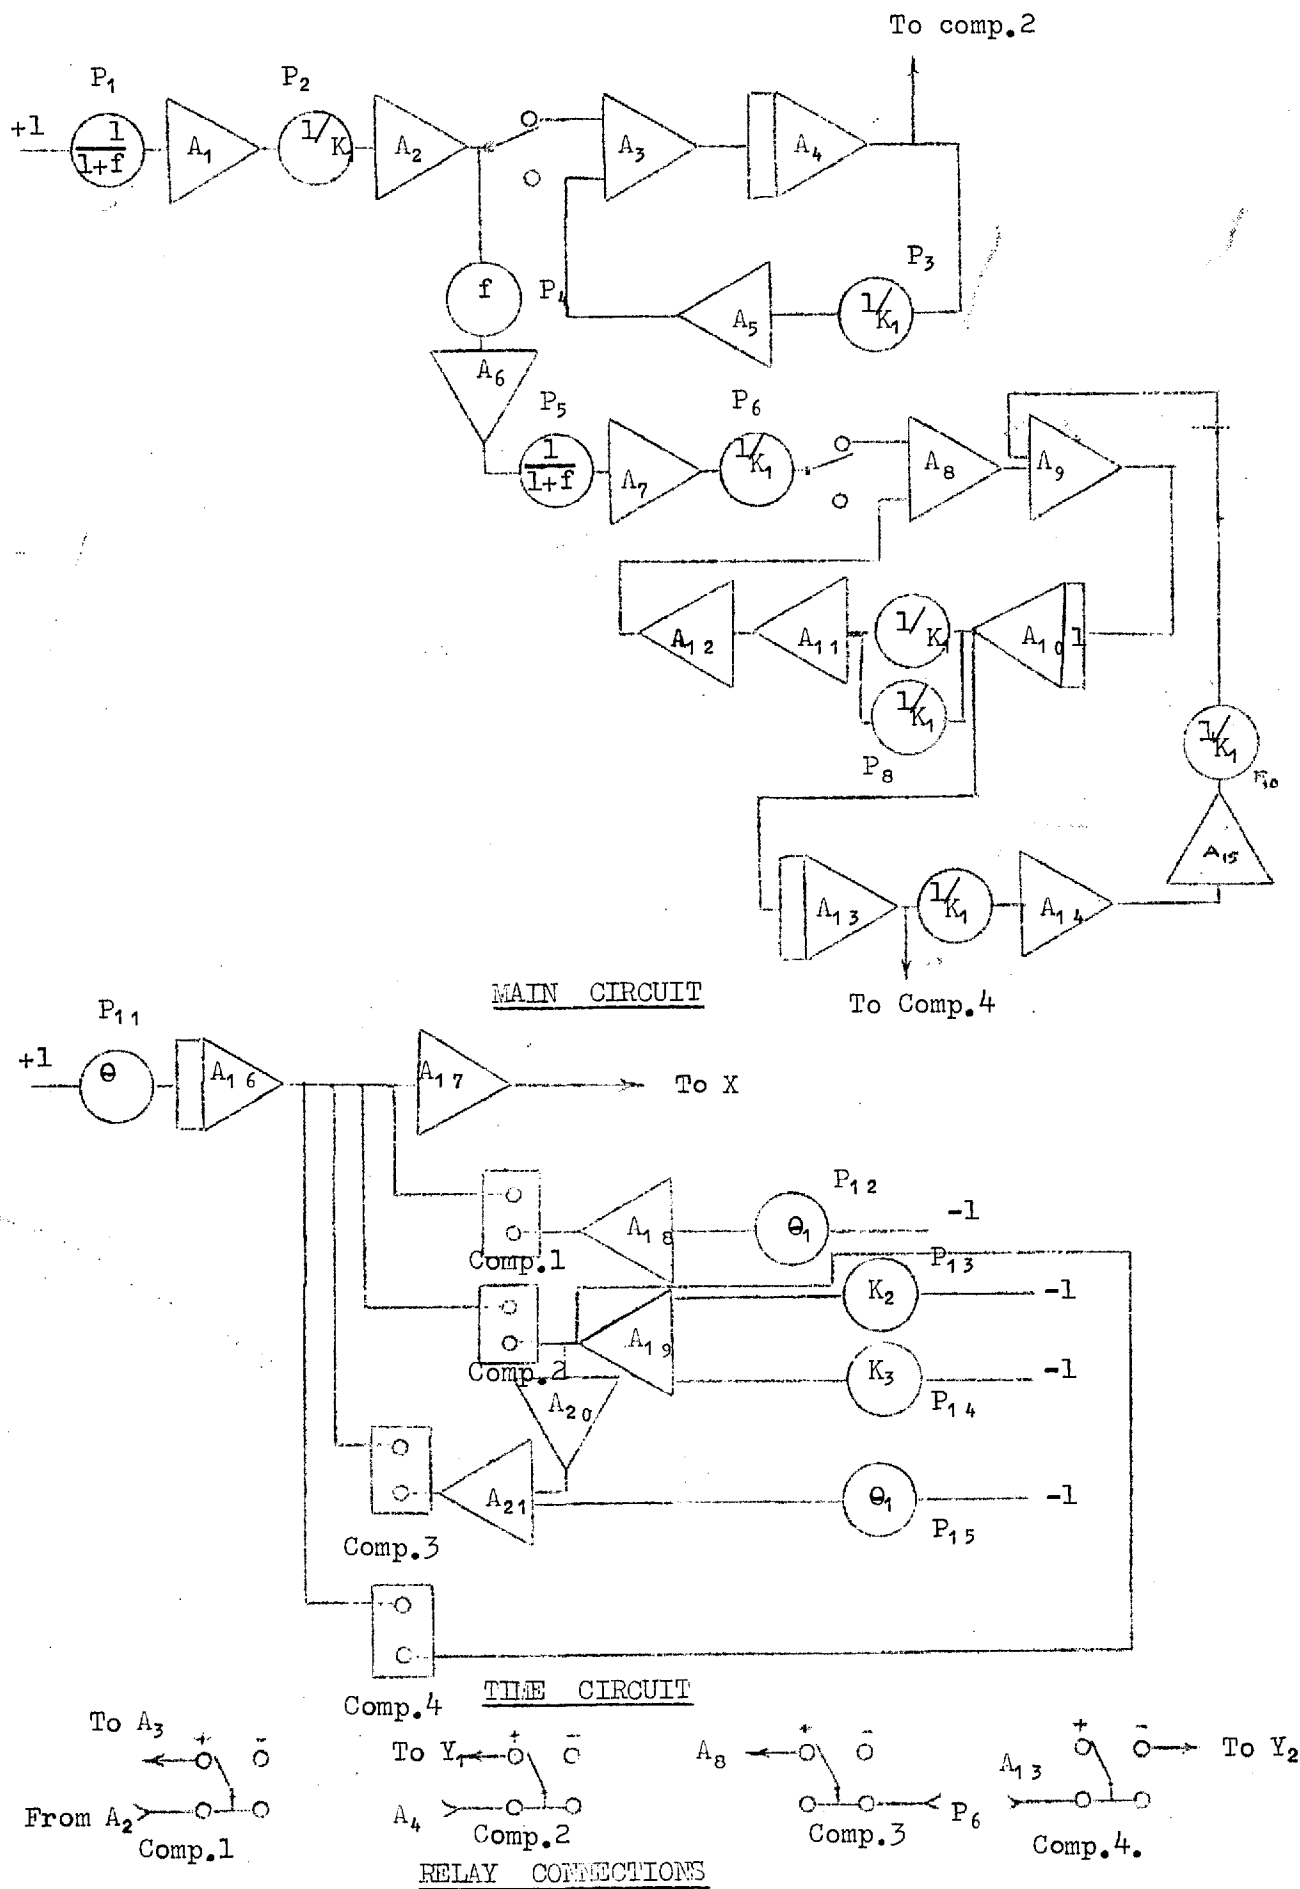 To comp.2
P₁
P₂
+1
1
1+f
A₁
1/K
A₂
A₃
A₄
P₃
f
P₄
A₅
1/K₁
A₆
P₅
P₆
1
1+f
A₇
1/K₁
A₈
A₉
A₁₂
A₁₁
1/K₁
A₁₀
1
1/K₁
P₈
1/K₁
P₁₀
A₁₅
A₁₃
1/K₁
A₁₄
MAIN CIRCUIT
To Comp.4
P₁₁
+1
θ
A₁₆
A₁₇
To X
P₁₂
A₁₈
θ₁
-1
Comp.1
P₁₃
K₂
-1
A₁₉
Comp.2
K₃
-1
A₂₀
P₁₄
A₂₁
θ₁
-1
P₁₅
Comp.3
Comp.4
TIME CIRCUIT
To A₃
+ -
To Y₁
+ -
A₈
+ -
A₁₃
+ -
To Y₂
From A₂
Comp.1
A₄
Comp.2
Comp.3
P₆
Comp.4.
RELAY CONNECTIONS